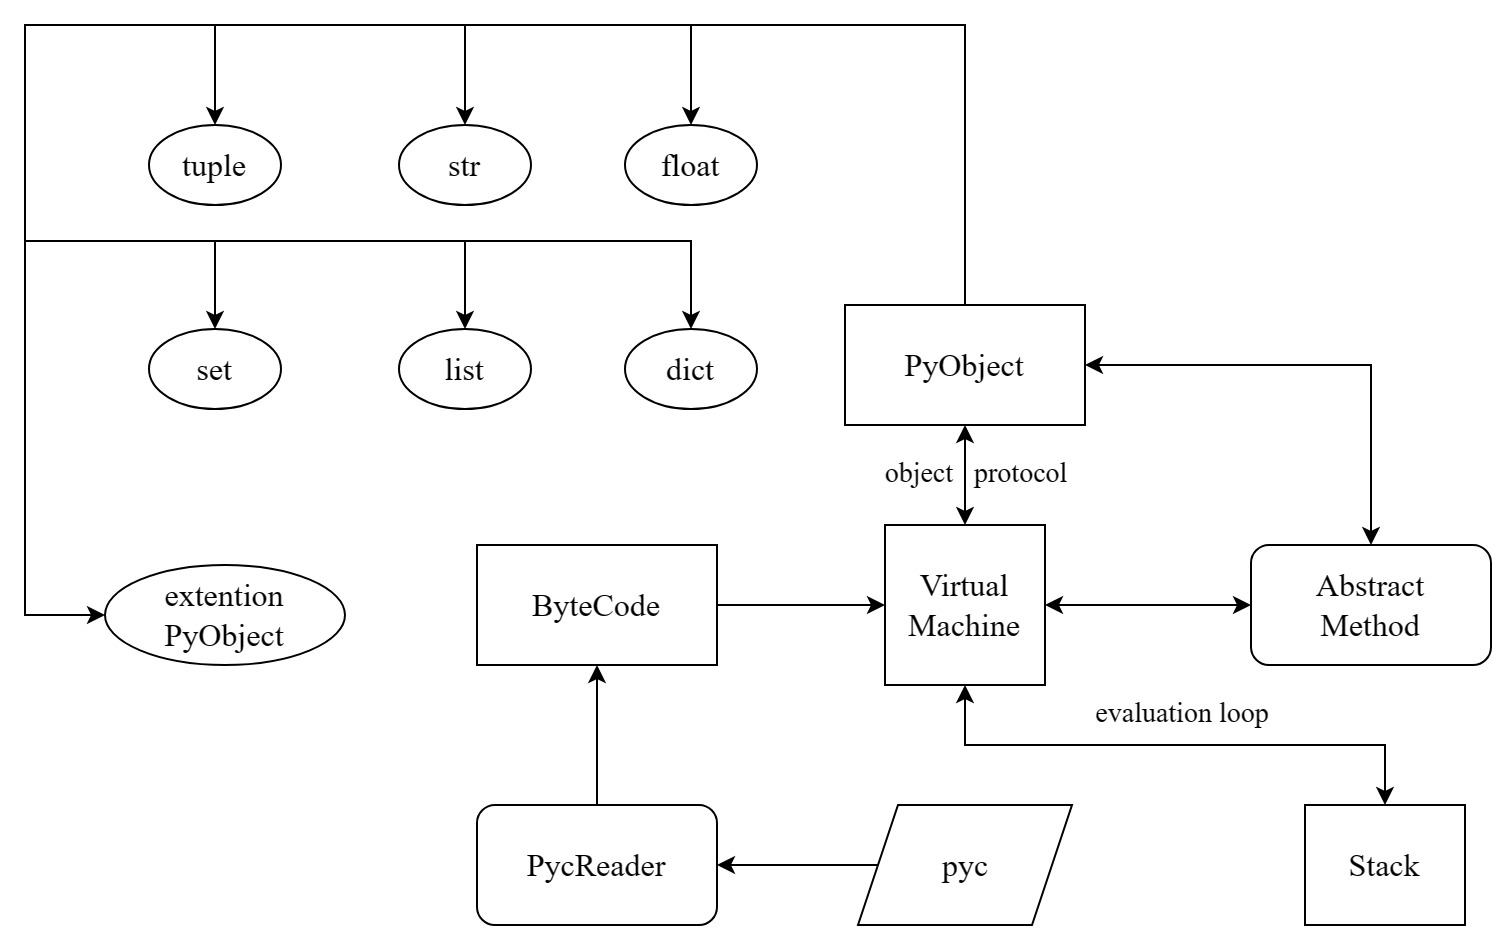 tuple
str
float
set
list
dict
PyObject
object protocol
extention
PyObject
ByteCode
Virtual
Machine
Abstract
Method
evaluation loop
PycReader
pyc
Stack